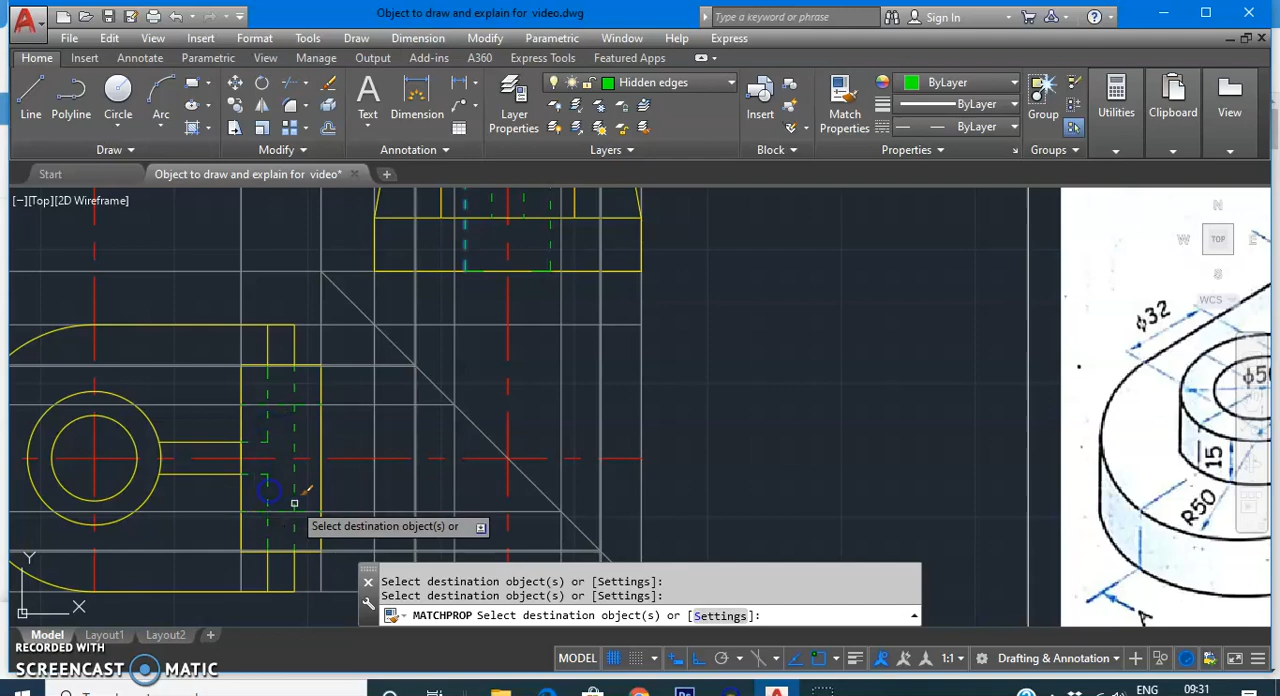 Object to draw and explain for  video.dwg
Type a keyword or phrase
Sign In
File Edit View Insert Format Tools Draw Dimension Modify Parametric Window Help Express
Home Insert Annotate Parametric View Manage Output Add-ins A360 Express Tools Featured Apps
Hidden edges
ByLayer
ByLayer
ByLayer
Line Polyline Circle Arc
Text Dimension
Layer Properties
Insert
Match Properties
Group
Utilities
Clipboard
View
Draw Modify Annotation Layers Block Properties Groups
Start
Object to draw and explain for video*
[−][Top][2D Wireframe]
N
W TOP E
S
WCS
ϕ32
ϕ50
15
R50
A
Select destination object(s) or
Y
X
Select destination object(s) or [Settings]:
Select destination object(s) or [Settings]:
MATCHPROP Select destination object(s) or [Settings]:
Model Layout1 Layout2 +
RECORDED WITH
SCREENCAST MATIC
MODEL
1:1
Drafting & Annotation
ENG
09:31